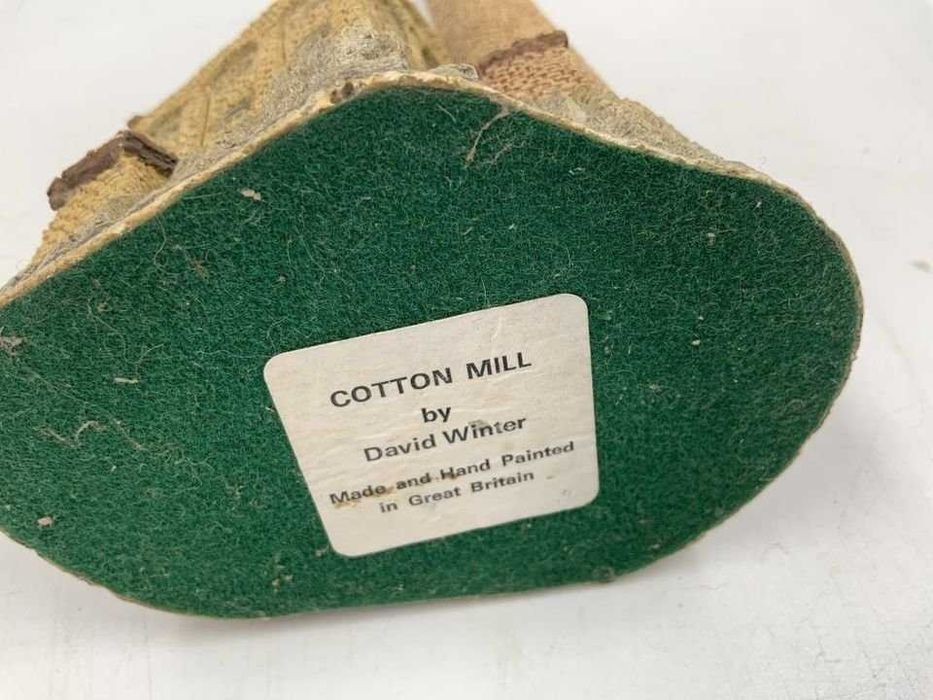 COTTON MILL
by
David Winter
Made and Hand Painted
in Great Britain